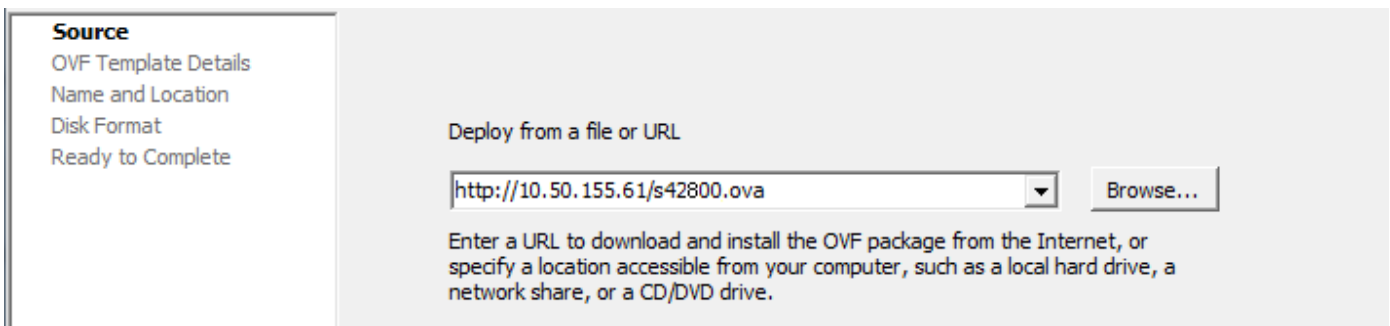 Source
OVF Template Details
Name and Location
Disk Format
Ready to Complete
Deploy from a file or URL
http://10.50.155.61/s42800.ova
Browse...
Enter a URL to download and install the OVF package from the Internet, or
specify a location accessible from your computer, such as a local hard drive, a
network share, or a CD/DVD drive.